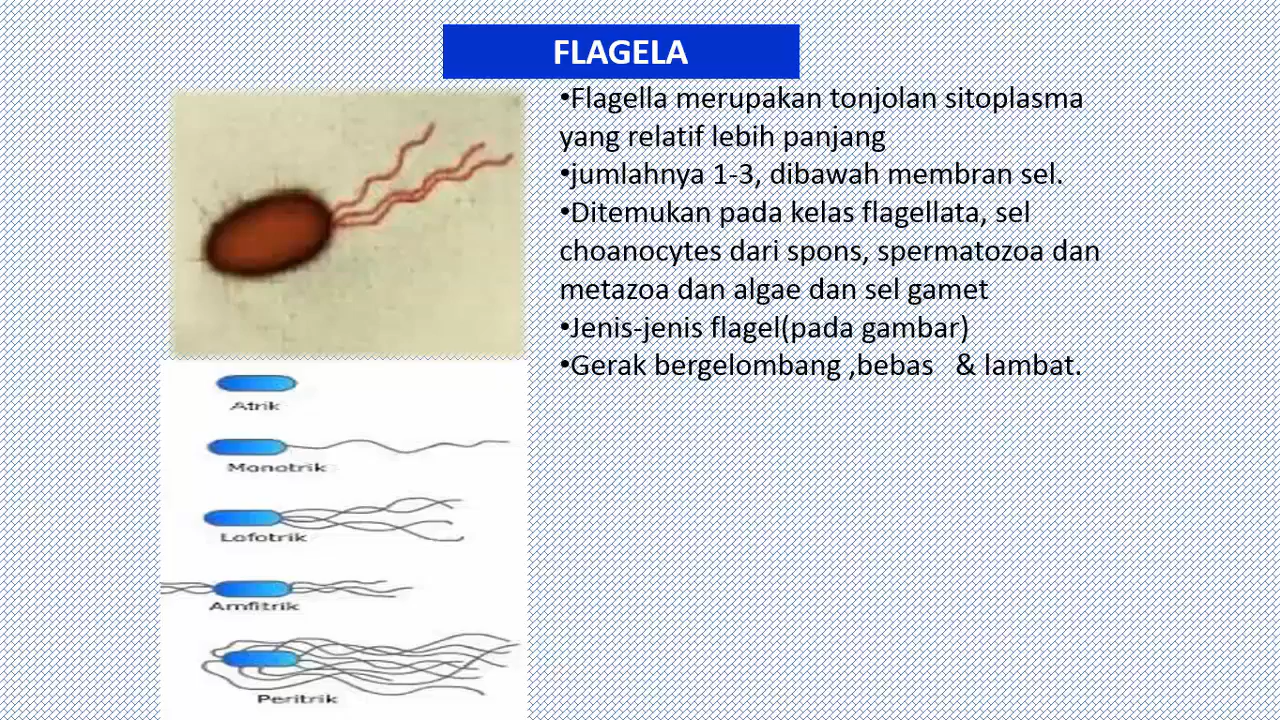 FLAGELA
•Flagella merupakan tonjolan sitoplasma
yang relatif lebih panjang
•jumlahnya 1-3, dibawah membran sel.
•Ditemukan pada kelas flagellata, sel
choanocytes dari spons, spermatozoa dan
metazoa dan algae dan sel gamet
•Jenis-jenis flagel(pada gambar)
•Gerak bergelombang ,bebas & lambat.
Atrik
Monotrik
Lofotrik
Amfitrik
Peritrik